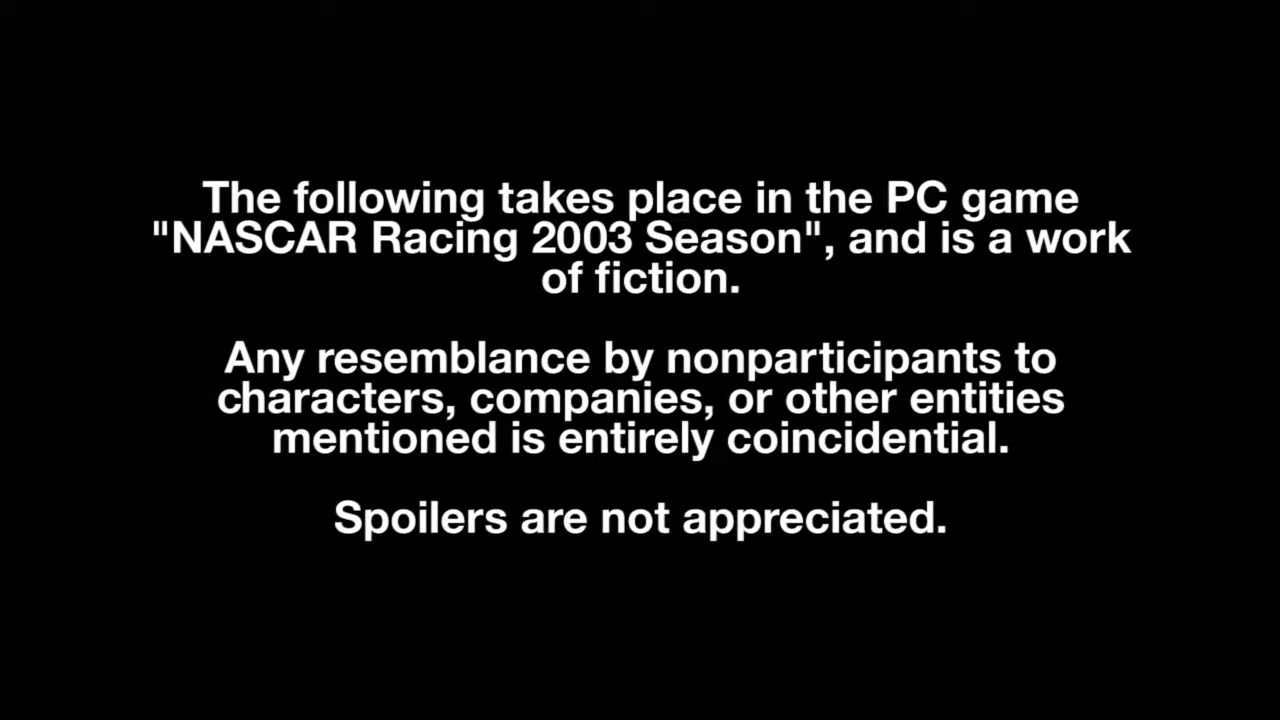 The following takes place in the PC game
"NASCAR Racing 2003 Season", and is a work
of fiction.
Any resemblance by nonparticipants to
characters, companies, or other entities
mentioned is entirely coincidential.
Spoilers are not appreciated.